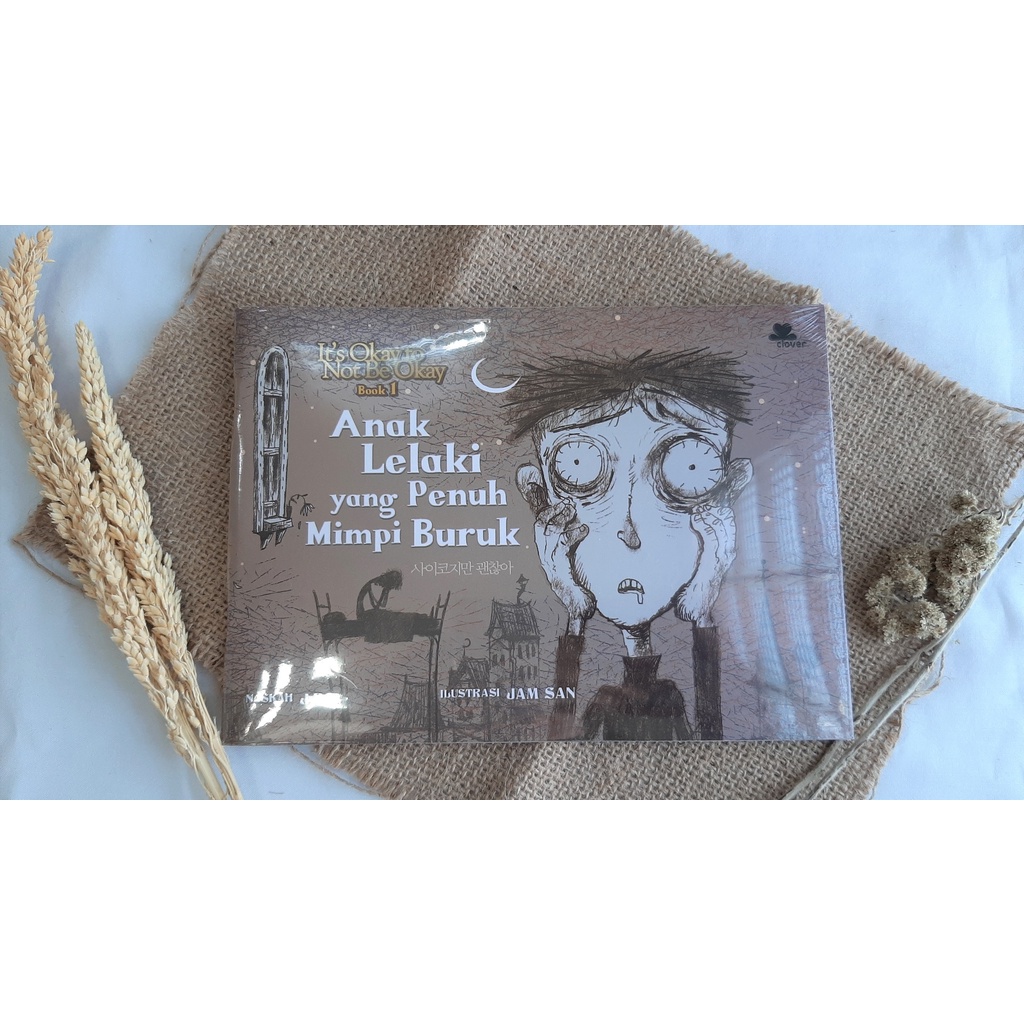 It's Okay to
Not Be Okay
Book 1
Anak
Lelaki
yang Penuh
Mimpi Buruk
사이코지만 괜찮아
NASKAH
ILUSTRASI JAM SAN
clover